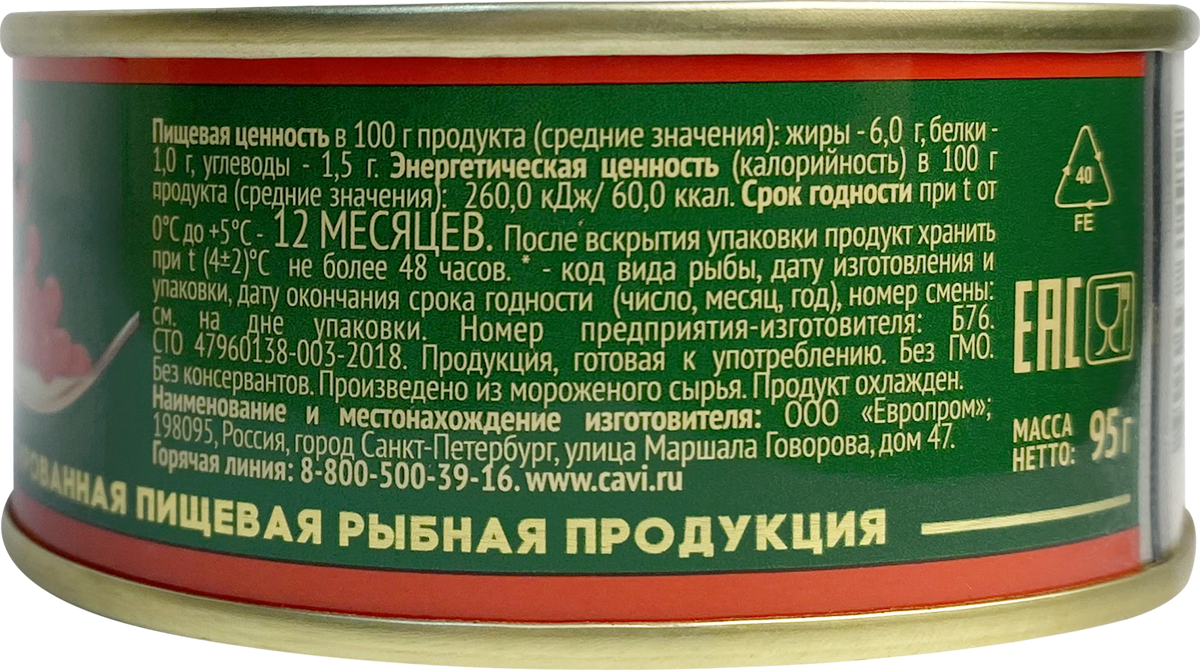 Пищевая ценность в 100 г продукта (средние значения): жиры - 6,0 г, белки -
1,0 г, углеводы - 1,5 г. Энергетическая ценность (калорийность) в 100 г
продукта (средние значения): 260,0 кДж/ 60,0 ккал. Срок годности при t от
0°С до +5°С - 12 МЕСЯЦЕВ. После вскрытия упаковки продукт хранить
при t (4±2)°С не более 48 часов. * - код вида рыбы, дату изготовления и
упаковки, дату окончания срока годности (число, месяц, год), номер смены:
см. на дне упаковки. Номер предприятия-изготовителя: Б76.
СТО 47960138-003-2018. Продукция, готовая к употреблению. Без ГМО.
Без консервантов. Произведено из мороженого сырья. Продукт охлажден.
Наименование и местонахождение изготовителя: ООО «Европром»;
198095, Россия, город Санкт-Петербург, улица Маршала Говорова, дом 47.
Горячая линия: 8-800-500-39-16. www.cavi.ru
ПИЩЕВАЯ РЫБНАЯ ПРОДУКЦИЯ
40
FE
ЕАС
МАССА
НЕТТО: 95 г